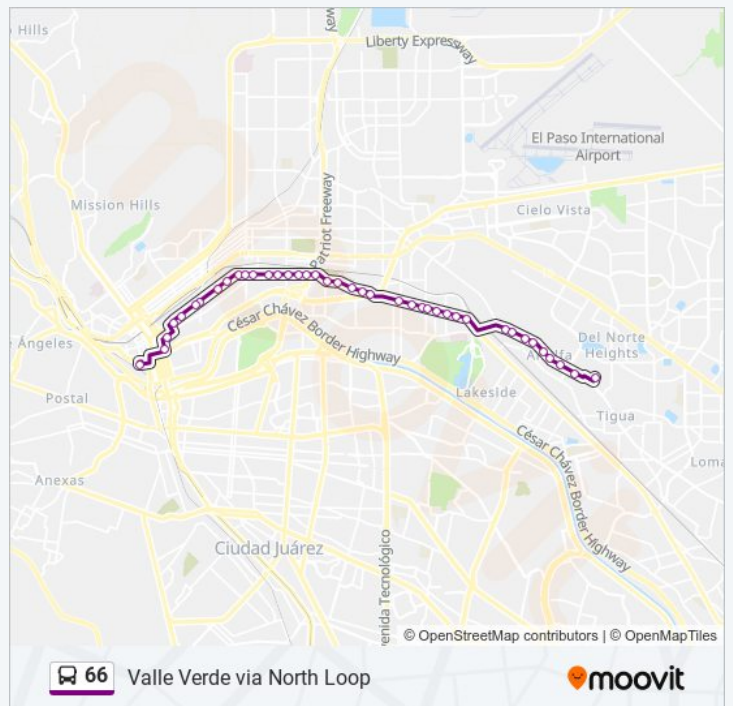 Hills
way
Liberty Expressway
El Paso International
Airport
Mission Hills
Cielo Vista
Patriot Freeway
César Chávez Border Highway
Ángeles
Del Norte
Heights
Lakeside
Postal
Tigua
César Chávez Border Highway
Loma
Anexas
Ciudad Juárez
enida Tecnológico
© OpenStreetMap contributors | © OpenMapTiles
66 Valle Verde via North Loop
moovit